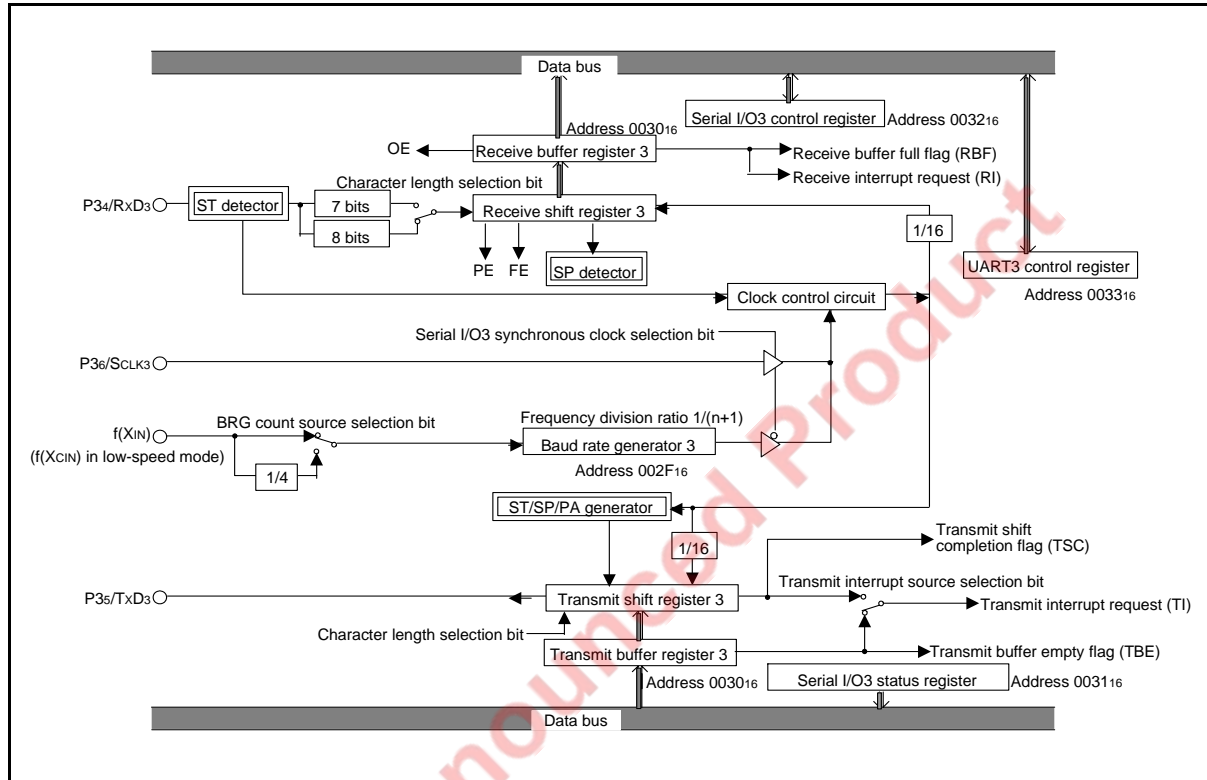 Data bus
Serial I/O3 control register
Address 003216
Address 003016
Receive buffer register 3
OE
Receive buffer full flag (RBF)
Receive interrupt request (RI)
Character length selection bit
P34/RXD3
ST detector
7 bits
8 bits
Receive shift register 3
1/16
PE
FE
SP detector
UART3 control register
Address 003316
Clock control circuit
Serial I/O3 synchronous clock selection bit
P36/SCLK3
f(XIN)
(f(XCIN) in low-speed mode)
BRG count source selection bit
1/4
Frequency division ratio 1/(n+1)
Baud rate generator 3
Address 002F16
ST/SP/PA generator
1/16
Transmit shift
completion flag (TSC)
Transmit interrupt source selection bit
P35/TXD3
Transmit shift register 3
Transmit interrupt request (TI)
Character length selection bit
Transmit buffer register 3
Transmit buffer empty flag (TBE)
Address 003016
Serial I/O3 status register
Address 003116
Data bus
nounced Product